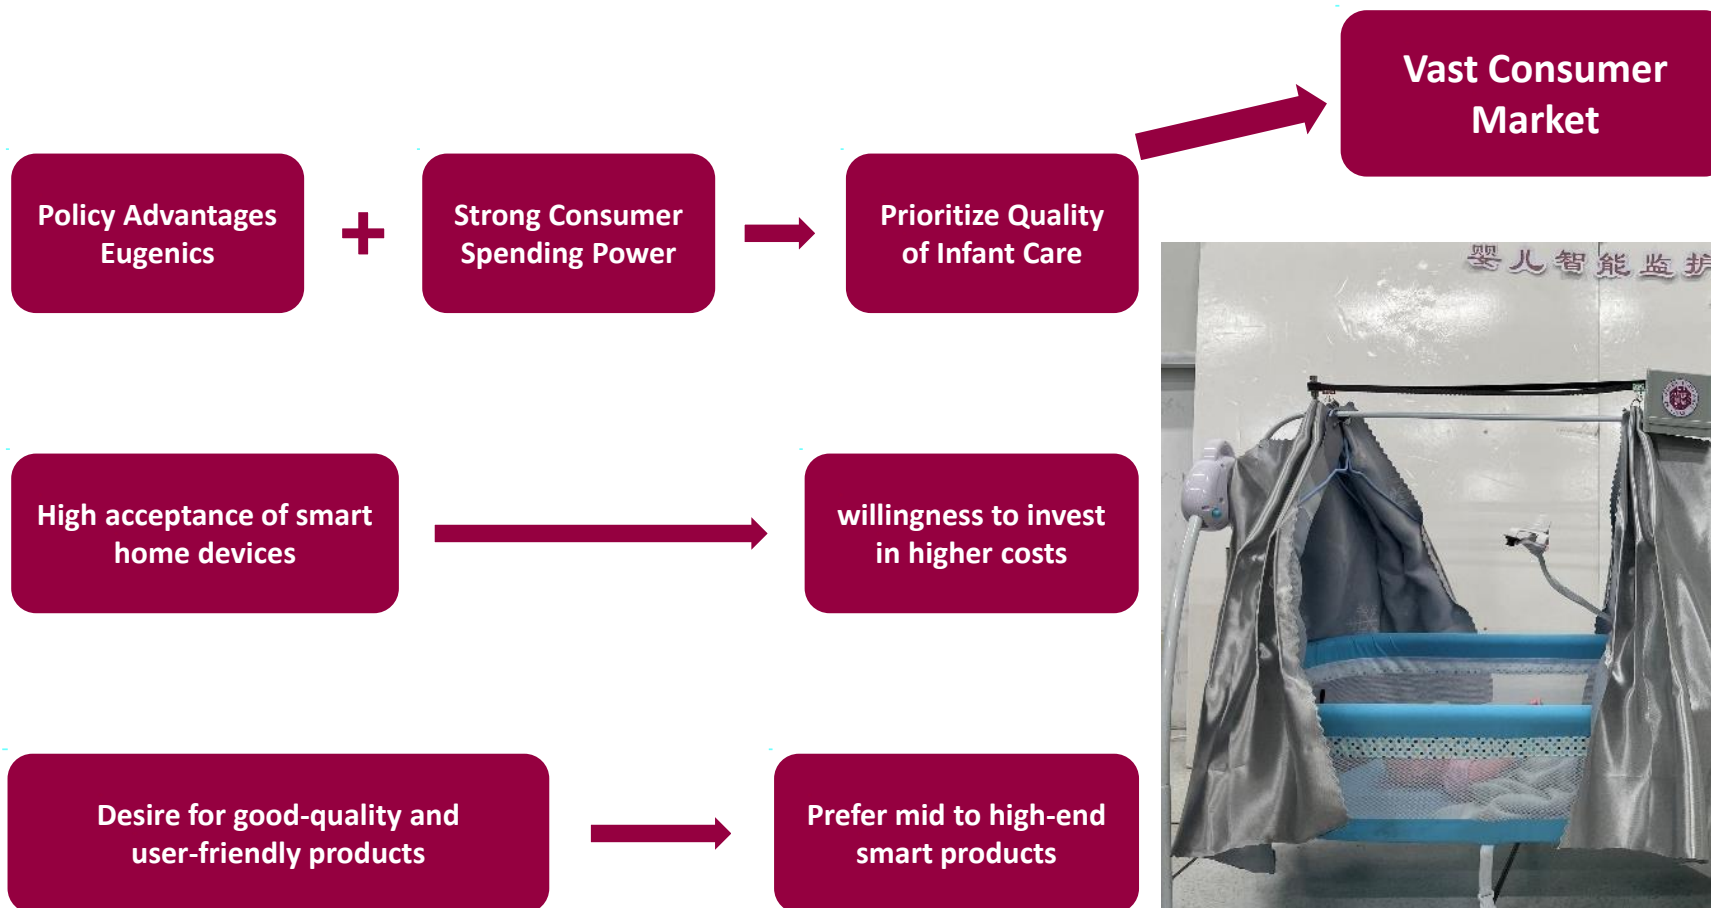 Vast Consumer
Market
Policy Advantages
Eugenics
+
Strong Consumer
Spending Power
Prioritize Quality
of Infant Care
婴儿智能监护
High acceptance of smart
home devices
willingness to invest
in higher costs
Desire for good-quality and
user-friendly products
Prefer mid to high-end
smart products